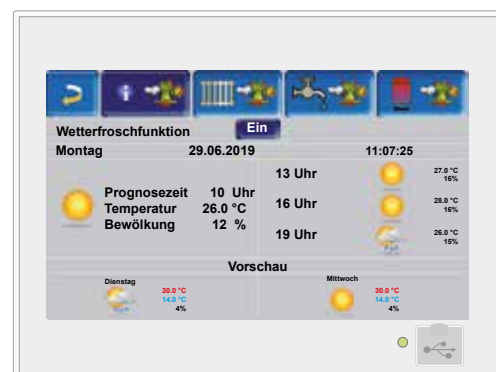 Wetterfroschfunktion Ein
Montag 29.06.2019 11:07:25
Prognosezeit 10 Uhr
Temperatur 26.0 °C
Bewölkung 12 %
13 Uhr 27.0 °C
16%
16 Uhr 28.0 °C
16%
19 Uhr 26.0 °C
15%
Vorschau
Dienstag
30.0 °C
14.0 °C
4%
Mittwoch
30.0 °C
14.0 °C
4%